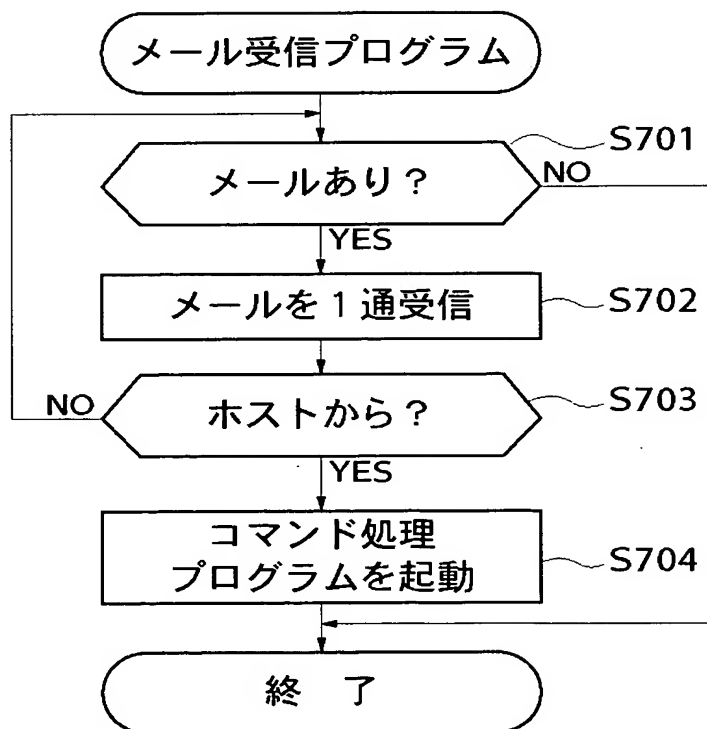 メール受信プログラム
S701
メールあり？
NO
YES
メールを１通受信
S702
NO
ホストから？
S703
YES
コマンド処理
プログラムを起動
S704
終　了